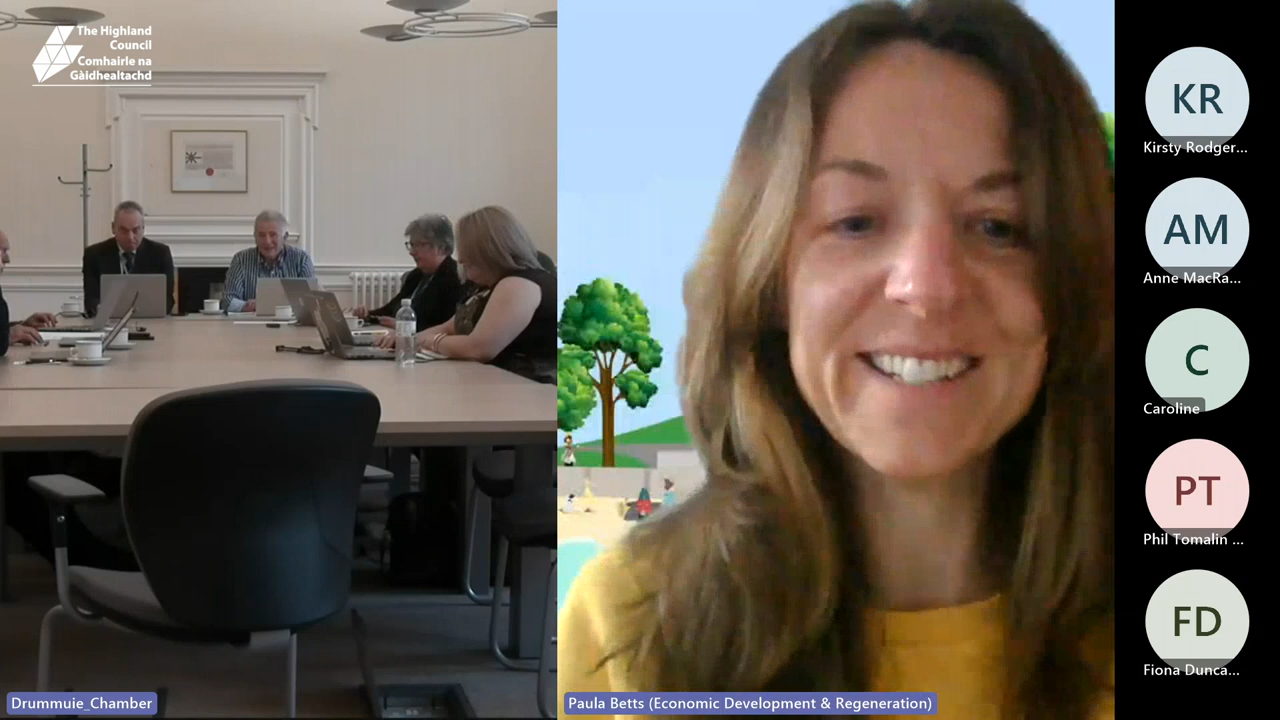 The Highland
Council
Comhairle na
Gàidhealtachd
KR
Kirsty Rodger...
AM
Anne MacRa...
C
Caroline
PT
Phil Tomalin ...
FD
Fiona Dunca...
Drummuie_Chamber
Paula Betts (Economic Development & Regeneration)